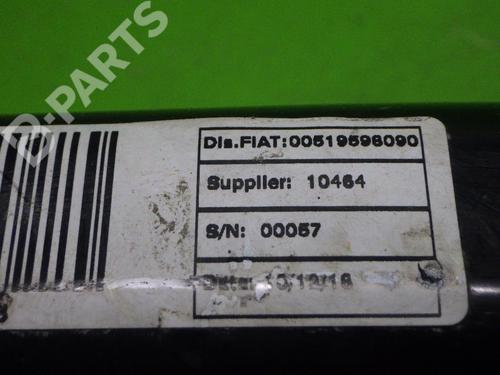 B-PARTS
Dis.FIAT:00519598090
Supplier: 10464
S/N: 00057